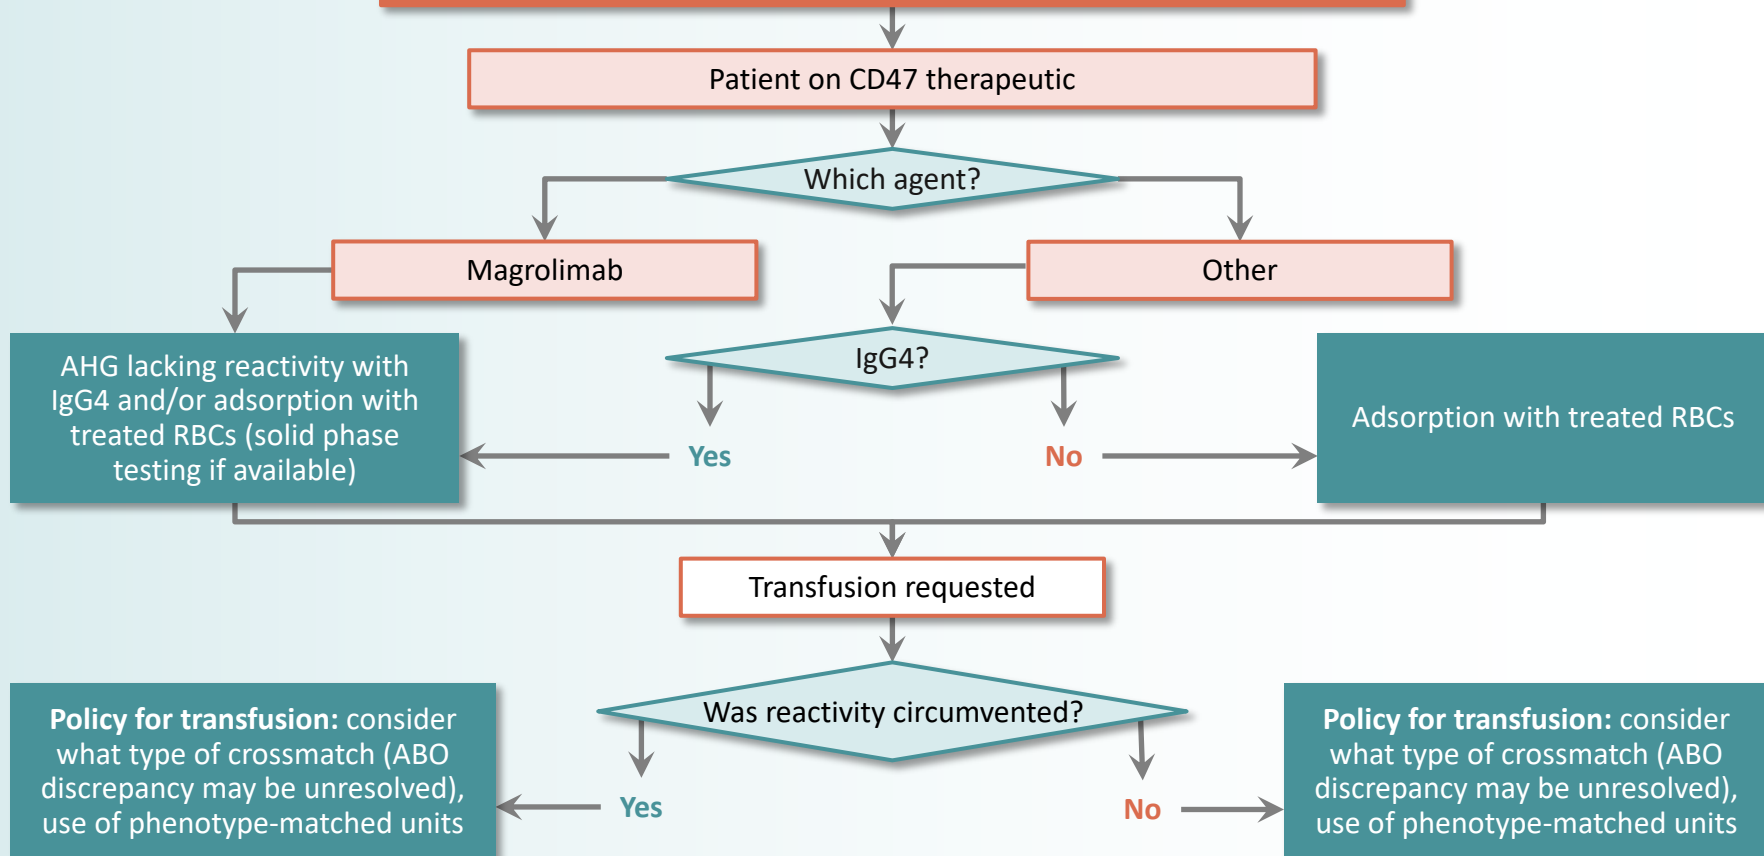 Patient on CD47 therapeutic
Which agent?
Magrolimab
Other
AHG lacking reactivity with
IgG4 and/or adsorption with
treated RBCs (solid phase
testing if available)
IgG4?
Adsorption with treated RBCs
Yes
No
Transfusion requested
Was reactivity circumvented?
Policy for transfusion: consider
what type of crossmatch (ABO
discrepancy may be unresolved),
use of phenotype-matched units
Yes
No
Policy for transfusion: consider
what type of crossmatch (ABO
discrepancy may be unresolved),
use of phenotype-matched units